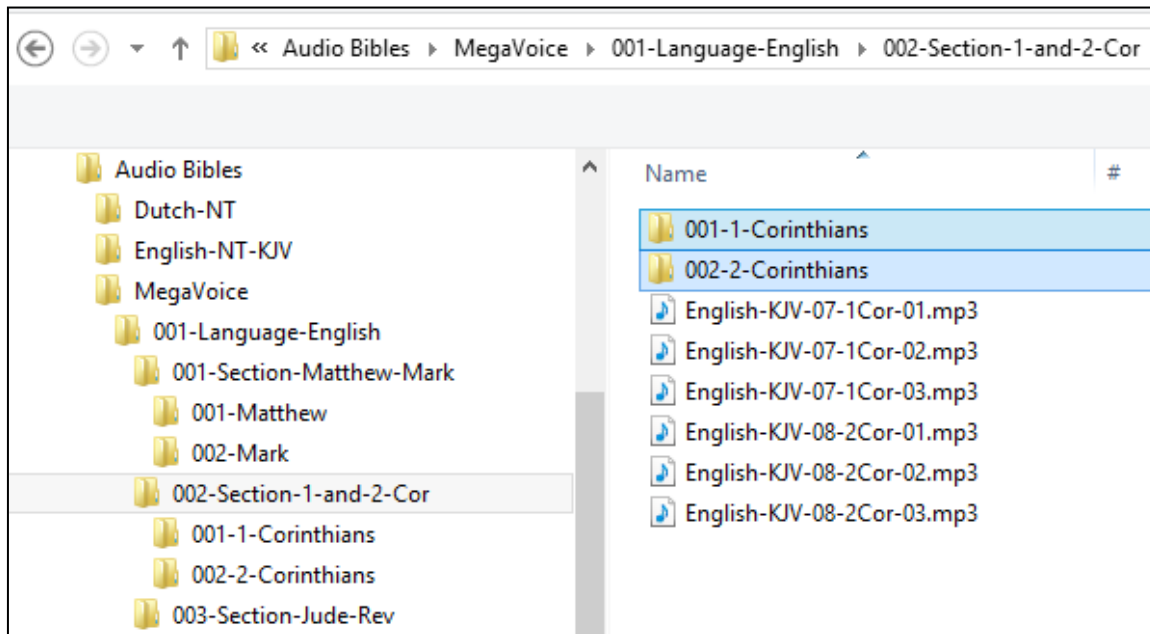 « Audio Bibles MegaVoice 001-Language-English 002-Section-1-and-2-Cor
Audio Bibles
Dutch-NT
English-NT-KJV
MegaVoice
001-Language-English
001-Section-Matthew-Mark
001-Matthew
002-Mark
002-Section-1-and-2-Cor
001-1-Corinthians
002-2-Corinthians
003-Section-Jude-Rev
Name #
001-1-Corinthians
002-2-Corinthians
English-KJV-07-1Cor-01.mp3
English-KJV-07-1Cor-02.mp3
English-KJV-07-1Cor-03.mp3
English-KJV-08-2Cor-01.mp3
English-KJV-08-2Cor-02.mp3
English-KJV-08-2Cor-03.mp3